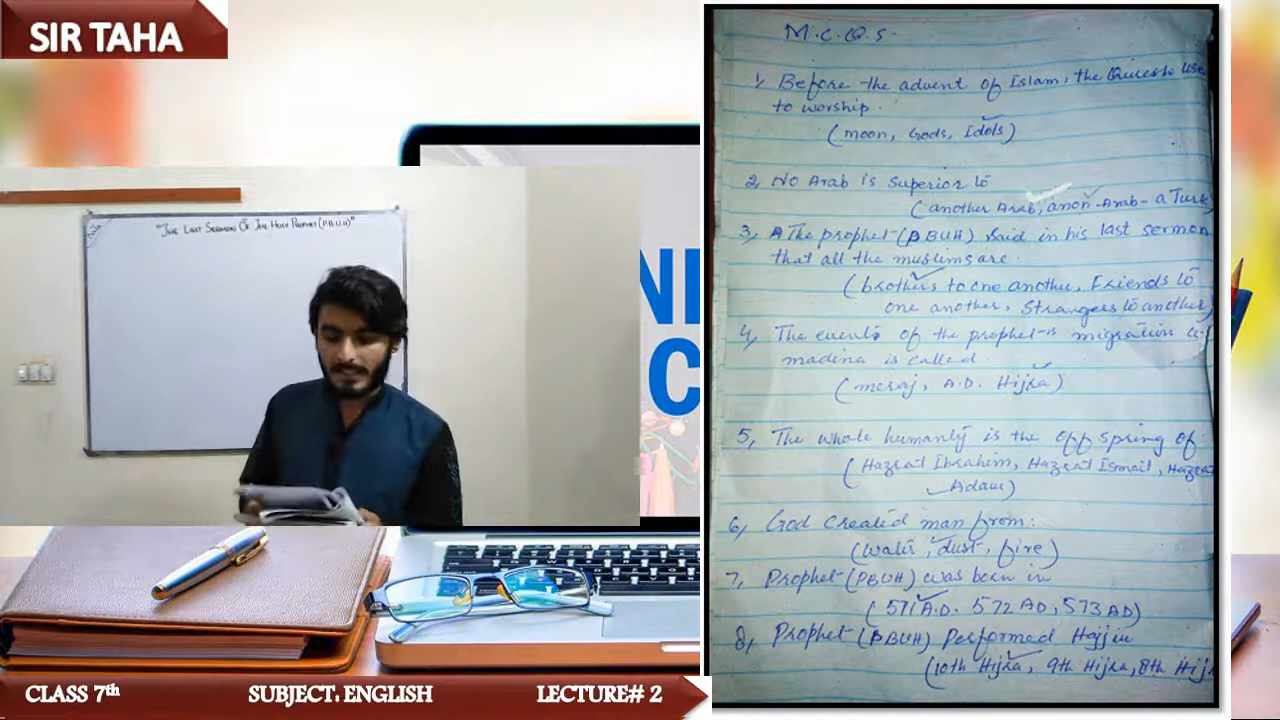 SIR TAHA
"THE LAST SERMON OF THE HOLY PROPHET (P.B.U.H)"
NI
C
M.C.Q.S-
1, Before the advent of Islam, the use
to worship.
(moon, Gods, Idols)
2, No Arab is superior to
(another Arab, anon-Arab- a Turk
3, The prophet (PBUH) Said in his last sermon
that all the muslims are.
(brothers to one another, Friends to
one another, Strangers to another)
4, The events of the prophet is migration
madina is called
(meraj, A.D. Hijra)
5, The whole humanity is the off spring of
(Hazrat Ibrahim, Hazrat Ismail, Hazrat
Adam)
6, God created man from:
(water, dust, fire)
7, Prophet (PBUH) was born in
(571 A.D. 572 AD, 573 AD)
8, Prophet (PBUH) Performed Hajj in
(10th Hijra, 9th Hijra, 8th Hij
CLASS 7th SUBJECT: ENGLISH LECTURE# 2